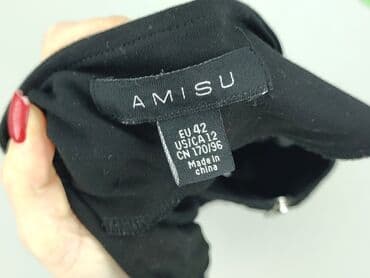 AMISU
EU 42
US/CA 12
CN 170/96
Made in
china